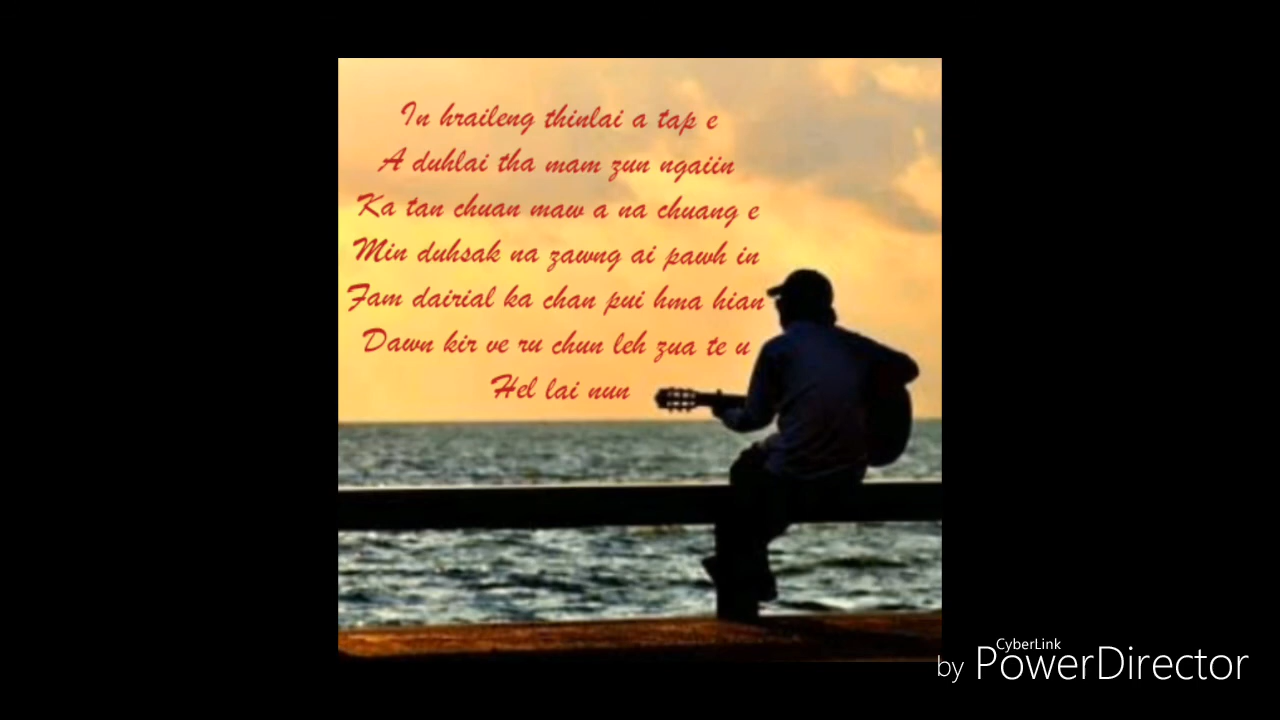 In hraileng thinlai a tap e
A duhlai tha mam zun ngaiin
Ka tan chuan maw a na chuang e
Min duhsak na zawng ai pawh in
Fam dairial ka chan pui hma hian
Dawn kir ve ru chun leh zua te u
Hel lai nun
CyberLink
by PowerDirector